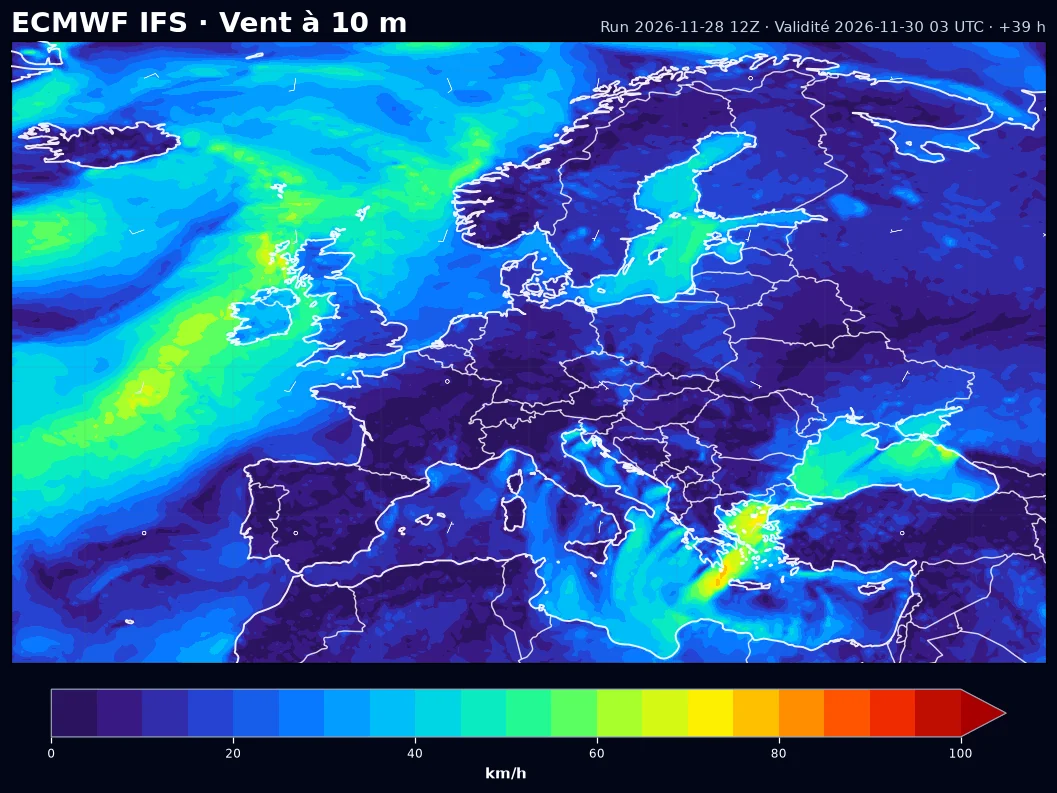 ECMWF IFS · Vent à 10 m
Run 2026-11-28 12Z · Validité 2026-11-30 03 UTC · +39 h
0 20 40 60 80 100
km/h